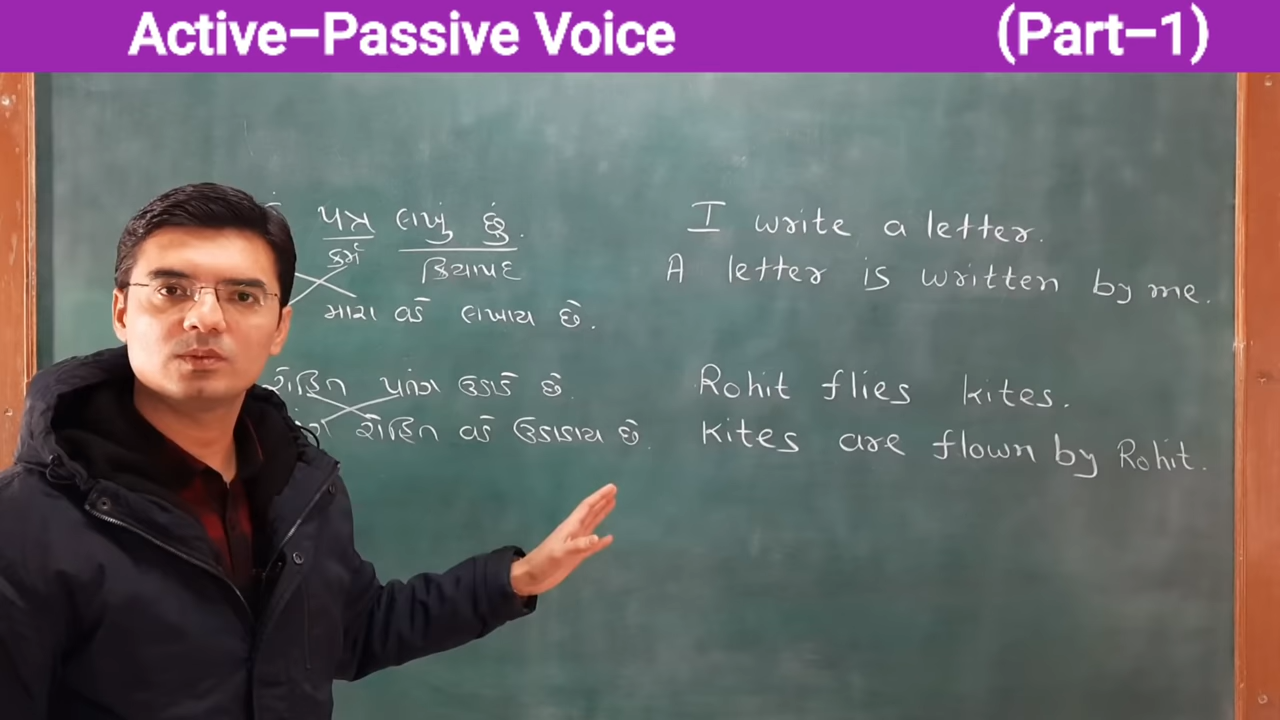 Active–Passive Voice (Part–1)
પત્ર લખું છું.
કર્મ ક્રિયાપદ
મારા વડે લખાય છે.
રોહિત પતંગ ઉડાડે છે.
રોહિત વડે ઉડાડાય છે.
I write a letter.
A letter is written by me.
Rohit flies kites.
Kites are flown by Rohit.